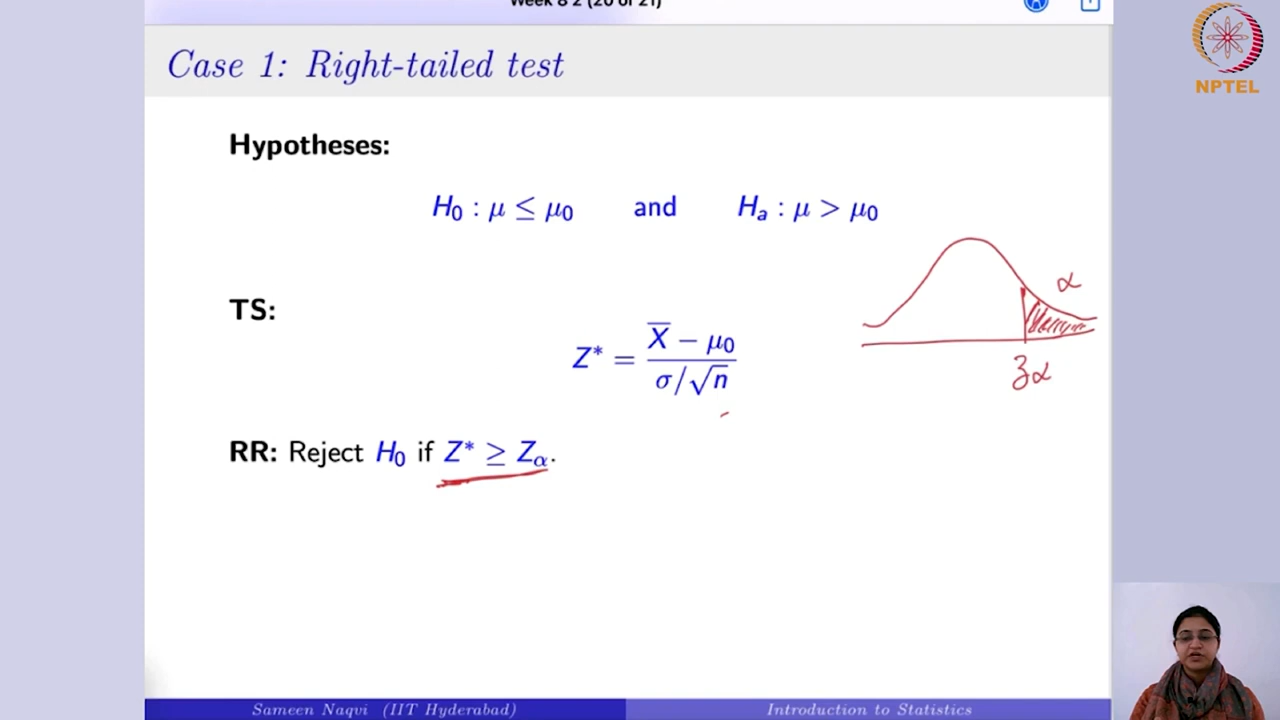 Week 8 2 (20 of 21)
Case 1: Right-tailed test
NPTEL
Hypotheses:
H₀ : μ ≤ μ₀ and Hₐ : μ > μ₀
α
TS:
Z* = (X̅ − μ₀) / (σ/√n)
zα
RR: Reject H₀ if Z* ≥ Z_α.
Sameen Naqvi (IIT Hyderabad) Introduction to Statistics